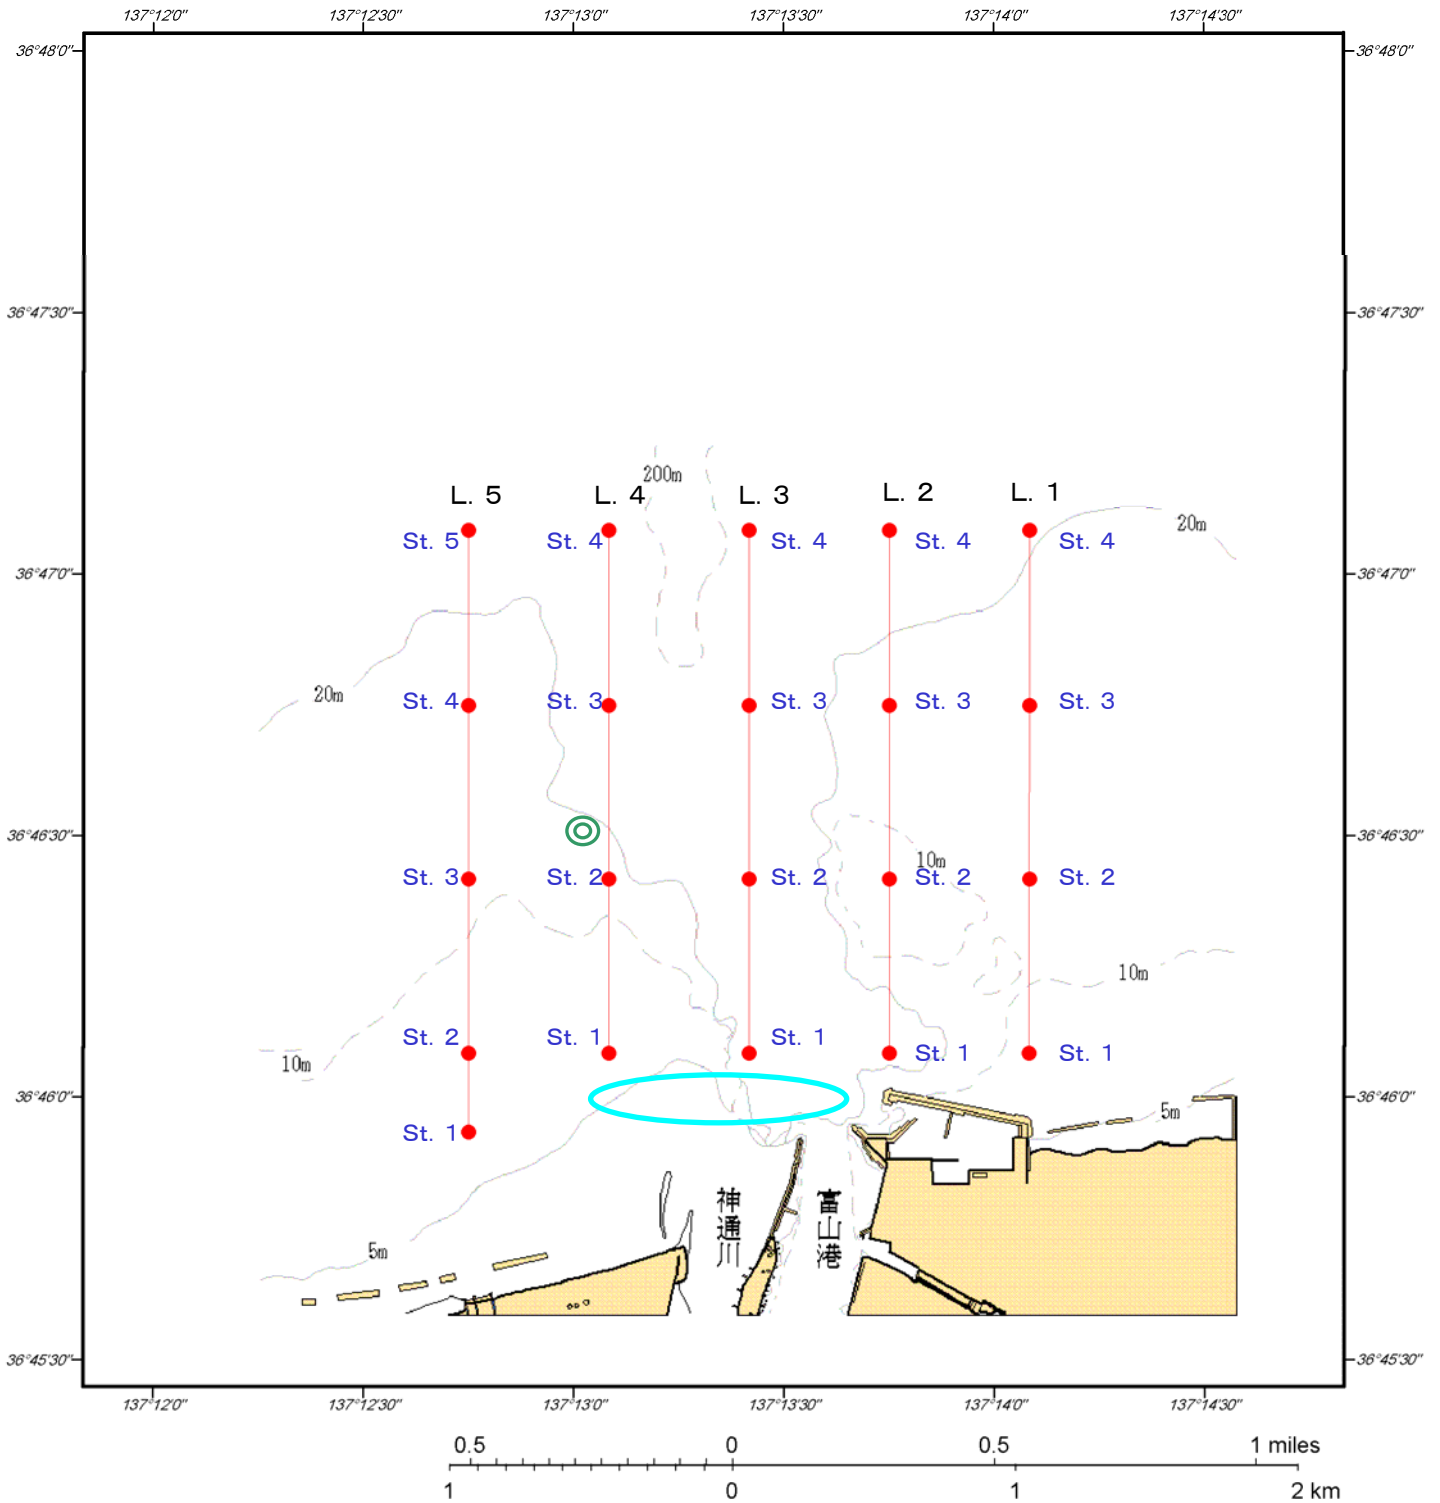 137°12'0" 137°12'30" 137°13'0" 137°13'30" 137°14'0" 137°14'30"
36°48'0" 36°48'0"
36°47'30" 36°47'30"
200m
L. 5 L. 4 L. 3 L. 2 L. 1
20m
St. 5 St. 4 St. 4 St. 4 St. 4
36°47'0" 36°47'0"
20m
St. 4 St. 3 St. 3 St. 3 St. 3
36°46'30" 36°46'30"
10m
St. 3 St. 2 St. 2 St. 2 St. 2
10m
St. 2 St. 1 St. 1 St. 1 St. 1
10m
36°46'0" 36°46'0"
5m
St. 1
神通川
富山港
5m
36°45'30" 36°45'30"
137°12'0" 137°12'30" 137°13'0" 137°13'30" 137°14'0" 137°14'30"
0.5 0 0.5 1 miles
1 0 1 2 km